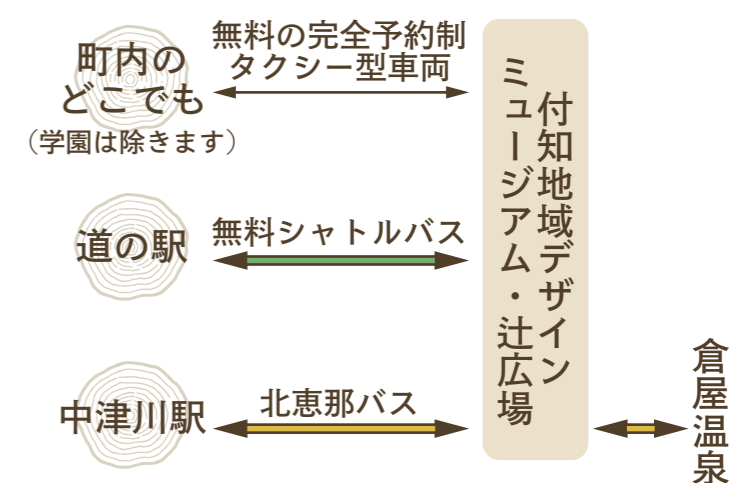 町内の
どこでも
（学園は除きます）
無料の完全予約制
タクシー型車両
道の駅
無料シャトルバス
中津川駅
北恵那バス
付知地域デザイン
ミュージアム・辻広場
倉屋温泉